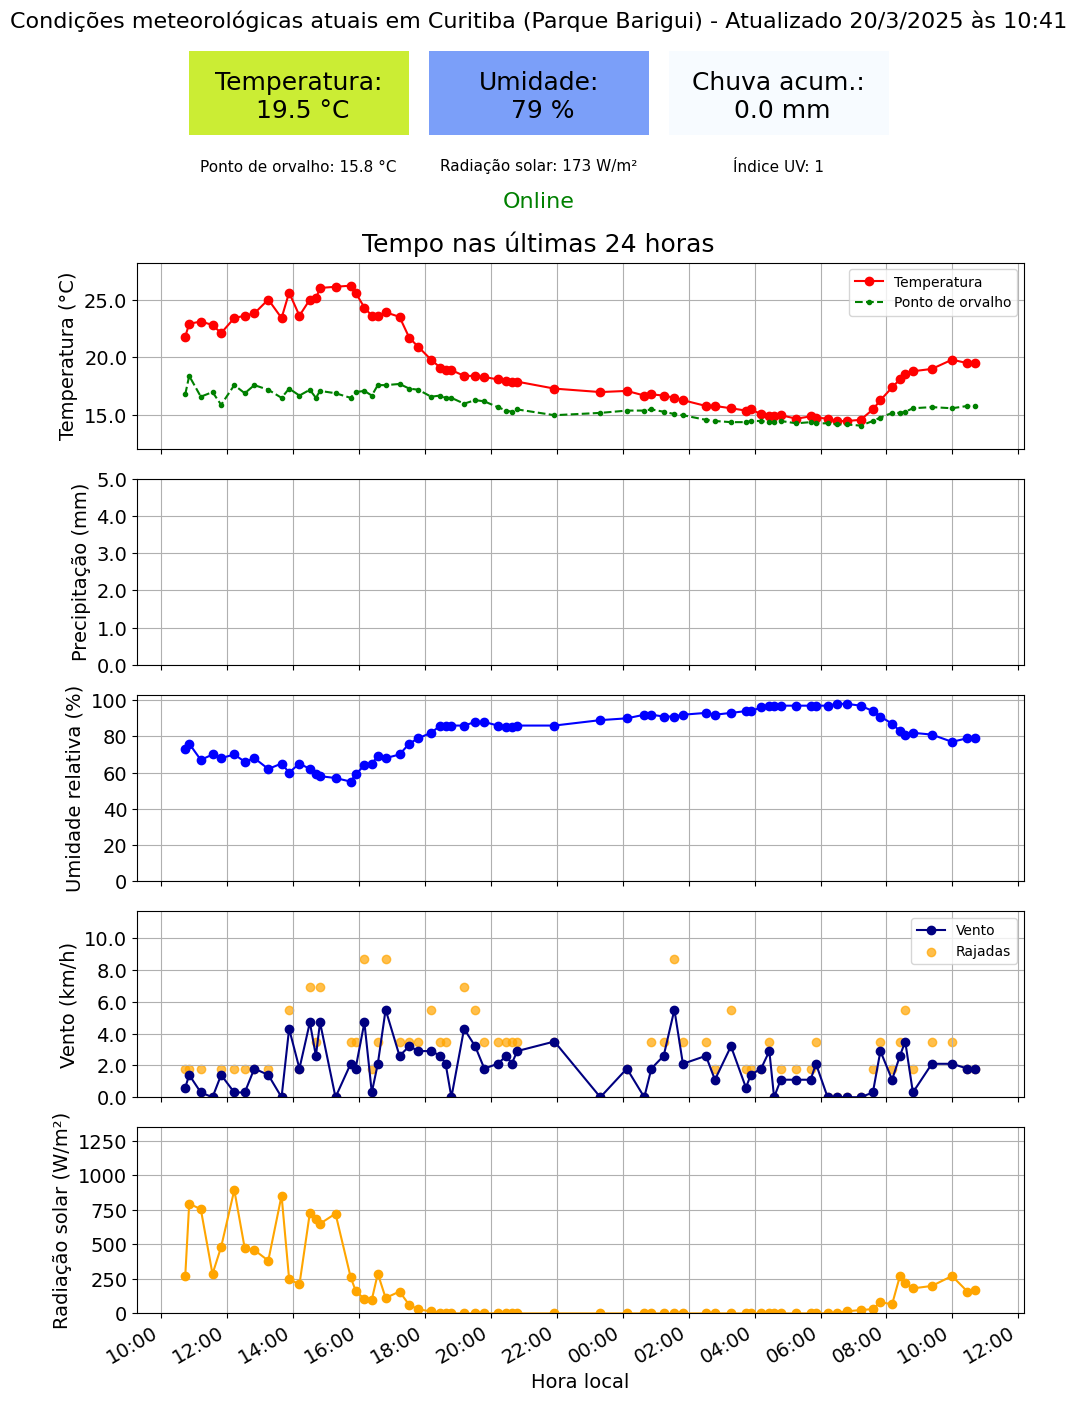 Condições meteorológicas atuais em Curitiba (Parque Barigui) - Atualizado 20/3/2025 às 10:41
Temperatura:
19.5 °C
Umidade:
79 %
Chuva acum.:
0.0 mm
Ponto de orvalho: 15.8 °C
Radiação solar: 173 W/m²
Índice UV: 1
Online
Tempo nas últimas 24 horas
Temperatura (°C)
25.0
20.0
15.0
Temperatura
Ponto de orvalho
Precipitação (mm)
5.0
4.0
3.0
2.0
1.0
0.0
Umidade relativa (%)
100
80
60
40
20
0
Vento (km/h)
10.0
8.0
6.0
4.0
2.0
0.0
Vento
Rajadas
Radiação solar (W/m²)
1250
1000
750
500
250
0
10:00 12:00 14:00 16:00 18:00 20:00 22:00 00:00 02:00 04:00 06:00 08:00 10:00 12:00
Hora local